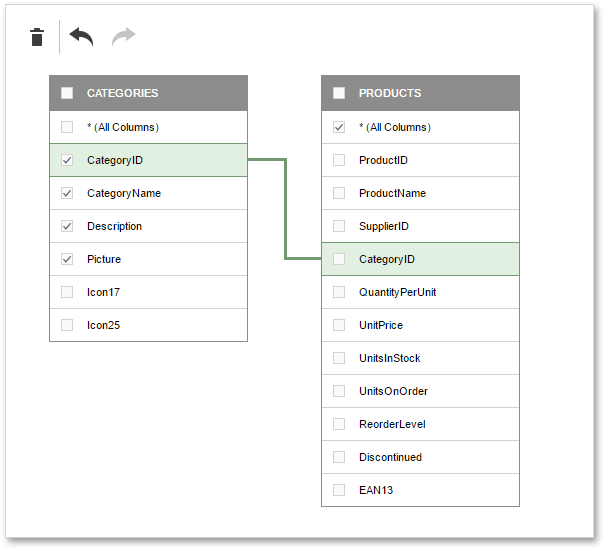 CATEGORIES
* (All Columns)
CategoryID
CategoryName
Description
Picture
Icon17
Icon25
PRODUCTS
* (All Columns)
ProductID
ProductName
SupplierID
CategoryID
QuantityPerUnit
UnitPrice
UnitsInStock
UnitsOnOrder
ReorderLevel
Discontinued
EAN13